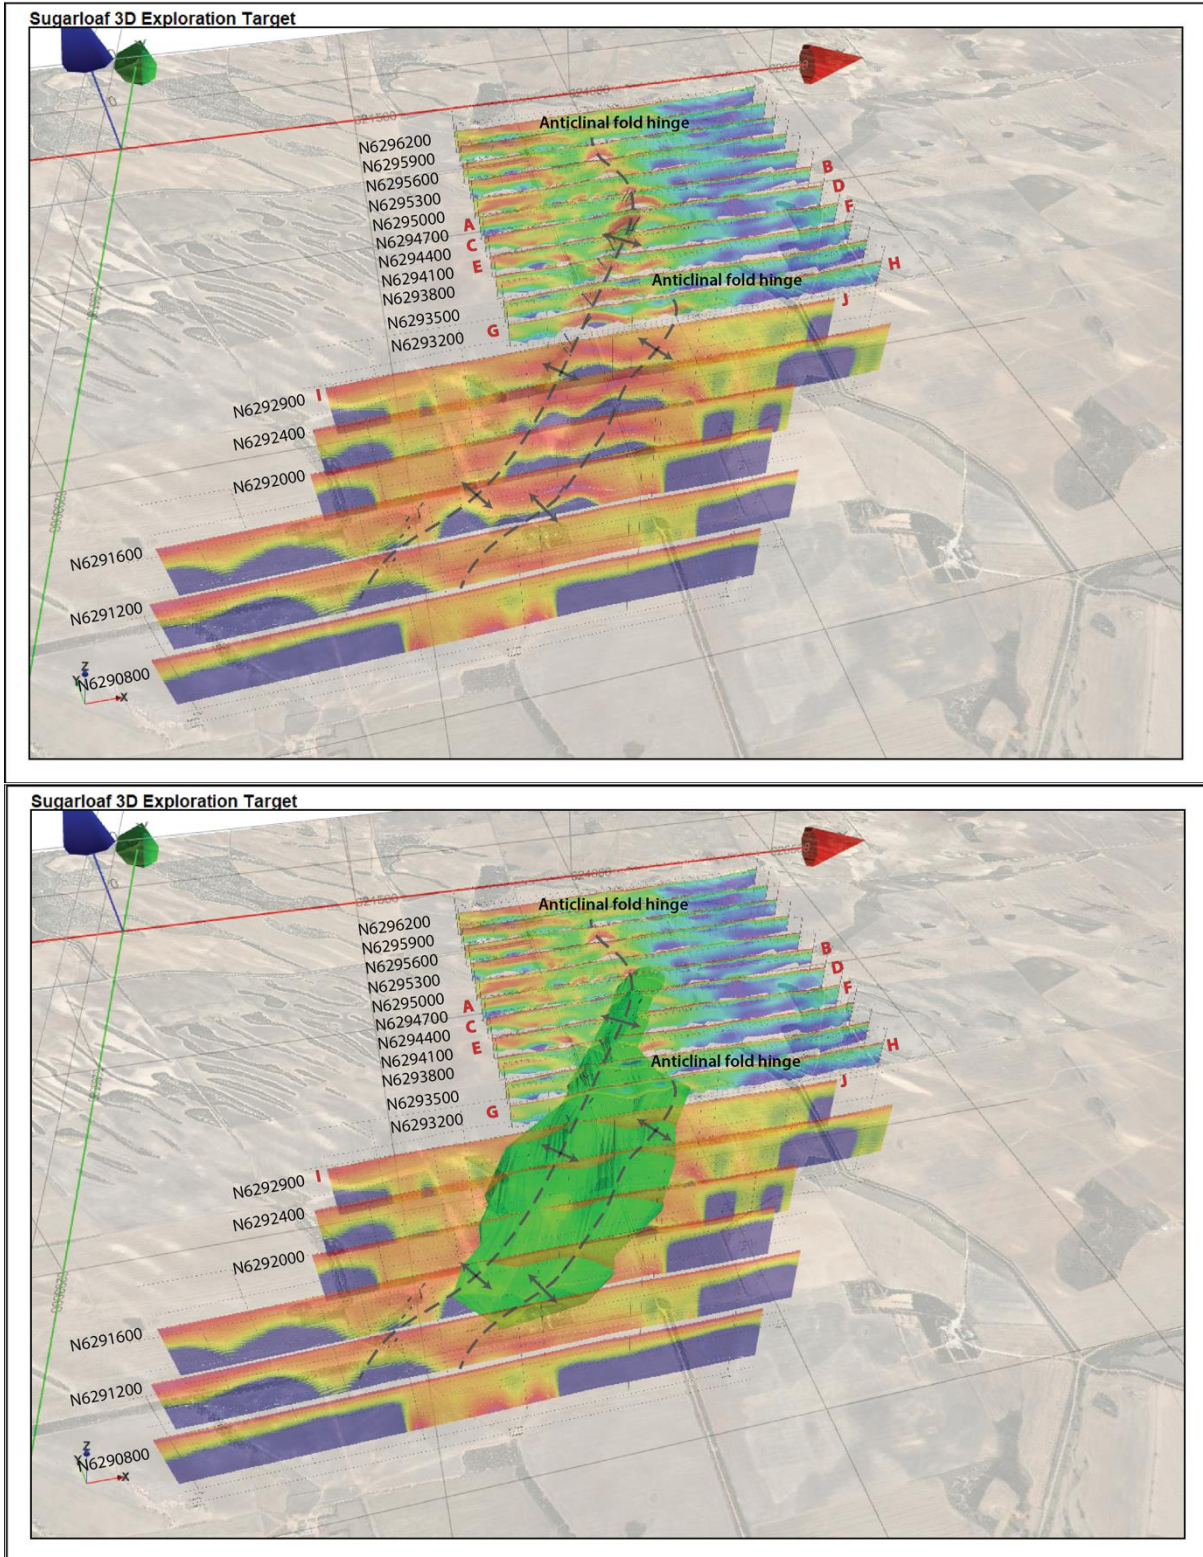 Sugarloaf 3D Exploration Target
Anticlinal fold hinge
N6296200
N6295900
N6295600
N6295300
N6295000
N6294700
N6294400
N6294100
N6293800
N6293500
N6293200
A
C
E
G
B
D
F
H
J
Anticlinal fold hinge
I
N6292900
N6292400
N6292000
N6291600
N6291200
N6290800
Z
Y
X
Sugarloaf 3D Exploration Target
Anticlinal fold hinge
N6296200
N6295900
N6295600
N6295300
N6295000
N6294700
N6294400
N6294100
N6293800
N6293500
N6293200
A
C
E
G
B
D
F
H
J
Anticlinal fold hinge
I
N6292900
N6292400
N6292000
N6291600
N6291200
N6290800
Z
Y
X